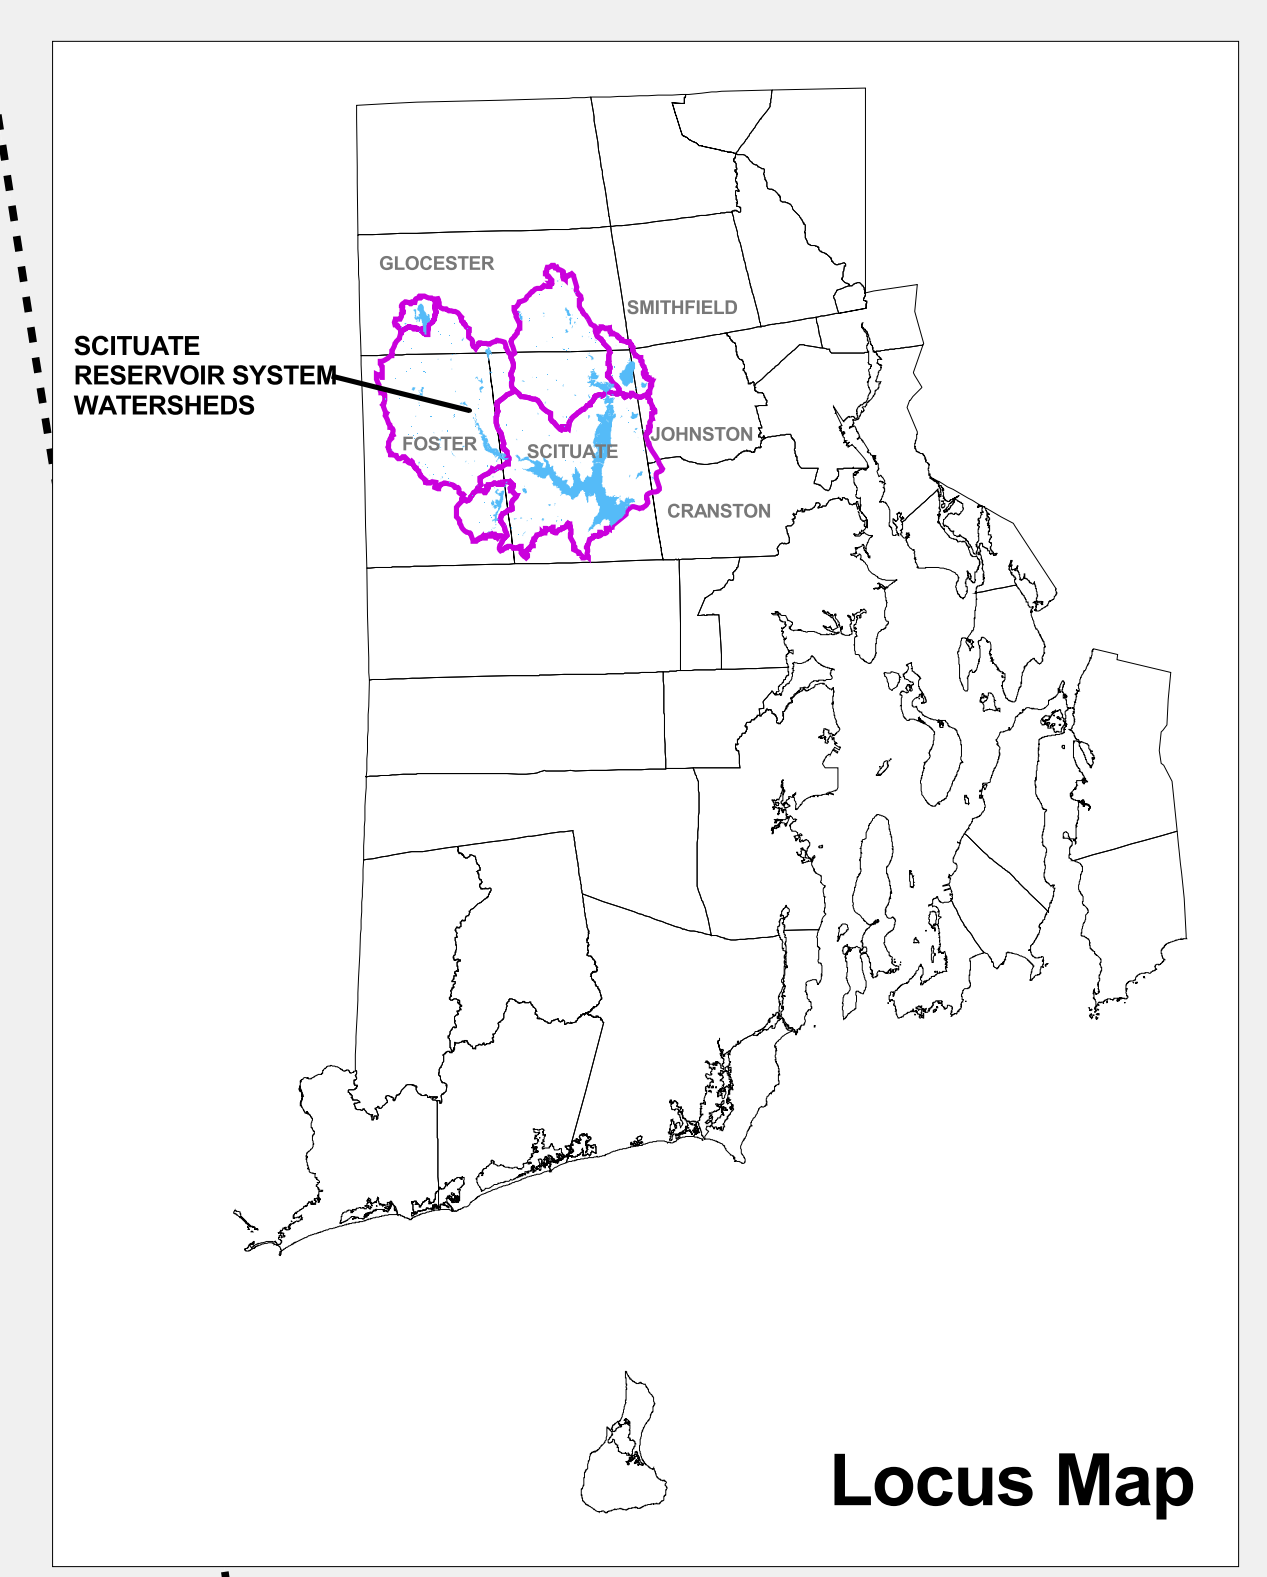 GLOCESTER
SMITHFIELD
SCITUATE
RESERVOIR SYSTEM
WATERSHEDS
FOSTER
SCITUATE
JOHNSTON
CRANSTON
Locus Map